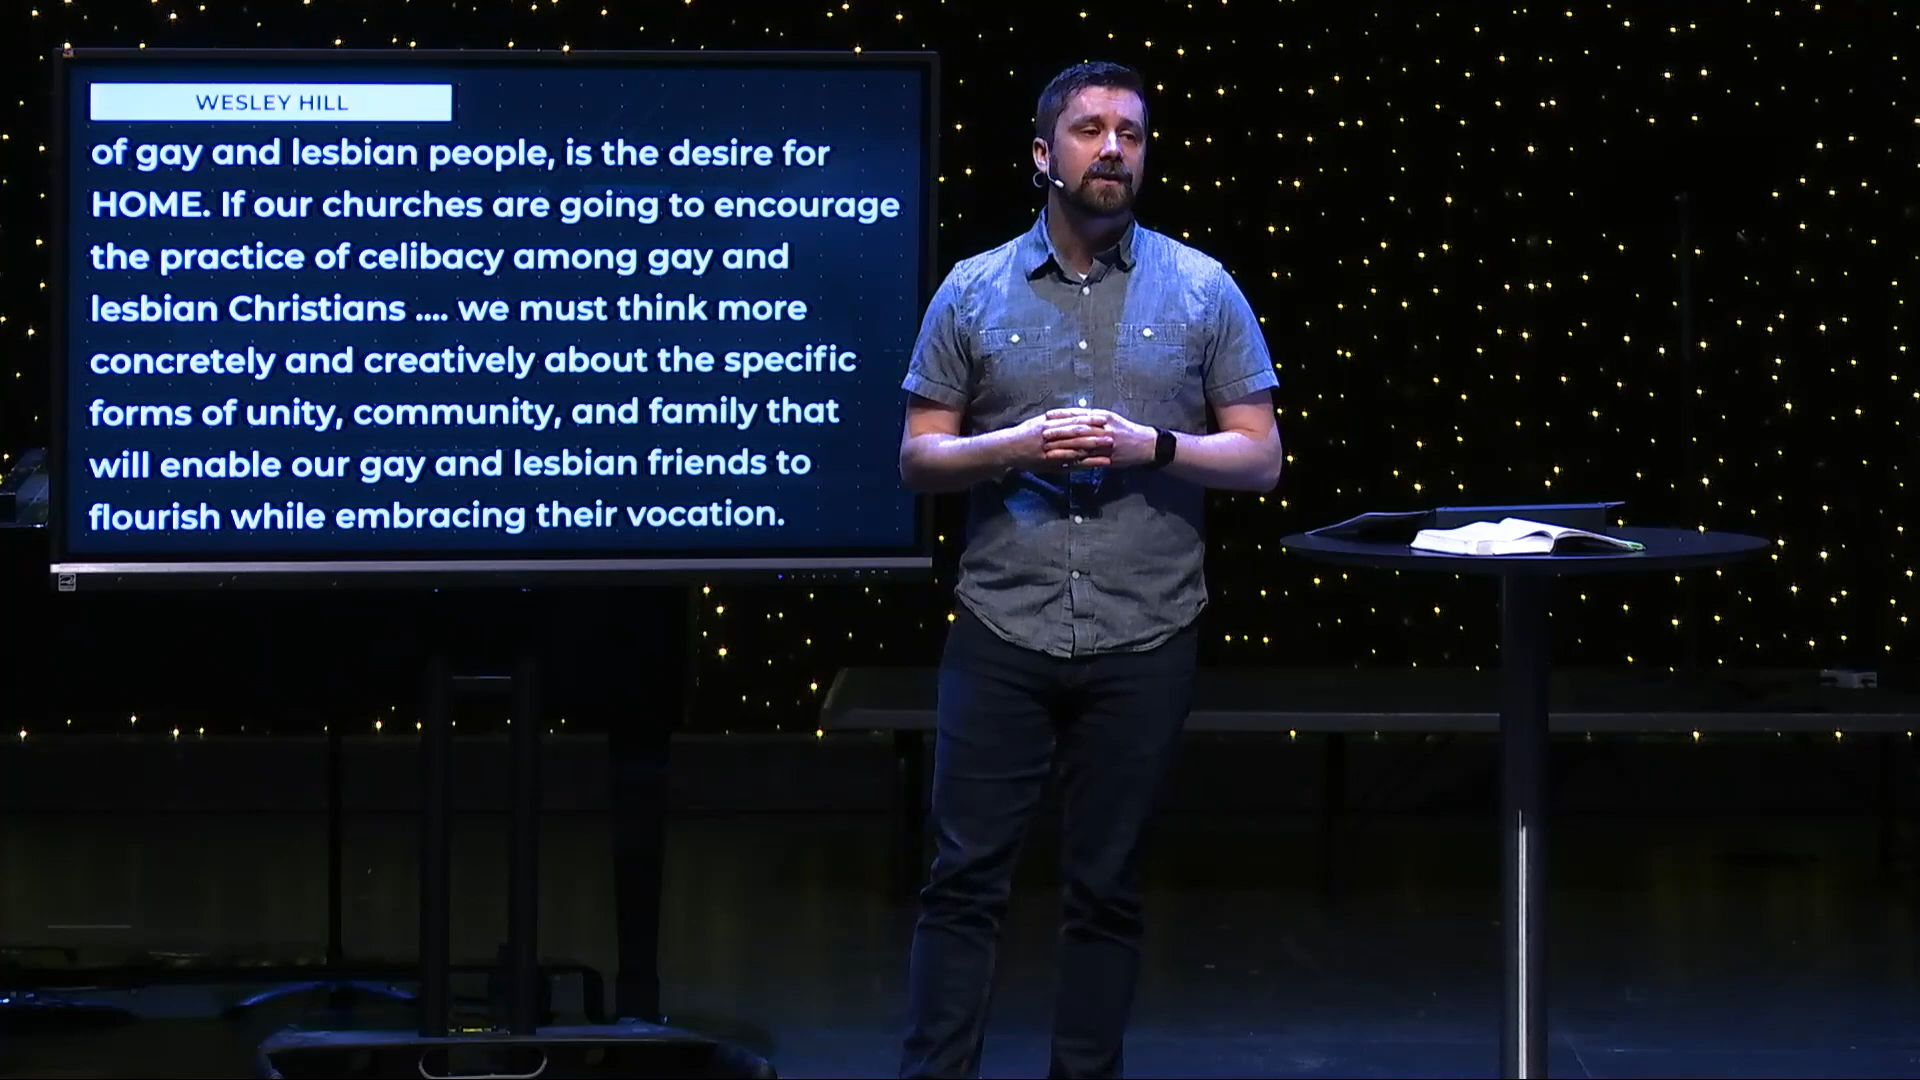 WESLEY HILL
of gay and lesbian people, is the desire for
HOME. If our churches are going to encourage
the practice of celibacy among gay and
lesbian Christians .... we must think more
concretely and creatively about the specific
forms of unity, community, and family that
will enable our gay and lesbian friends to
flourish while embracing their vocation.